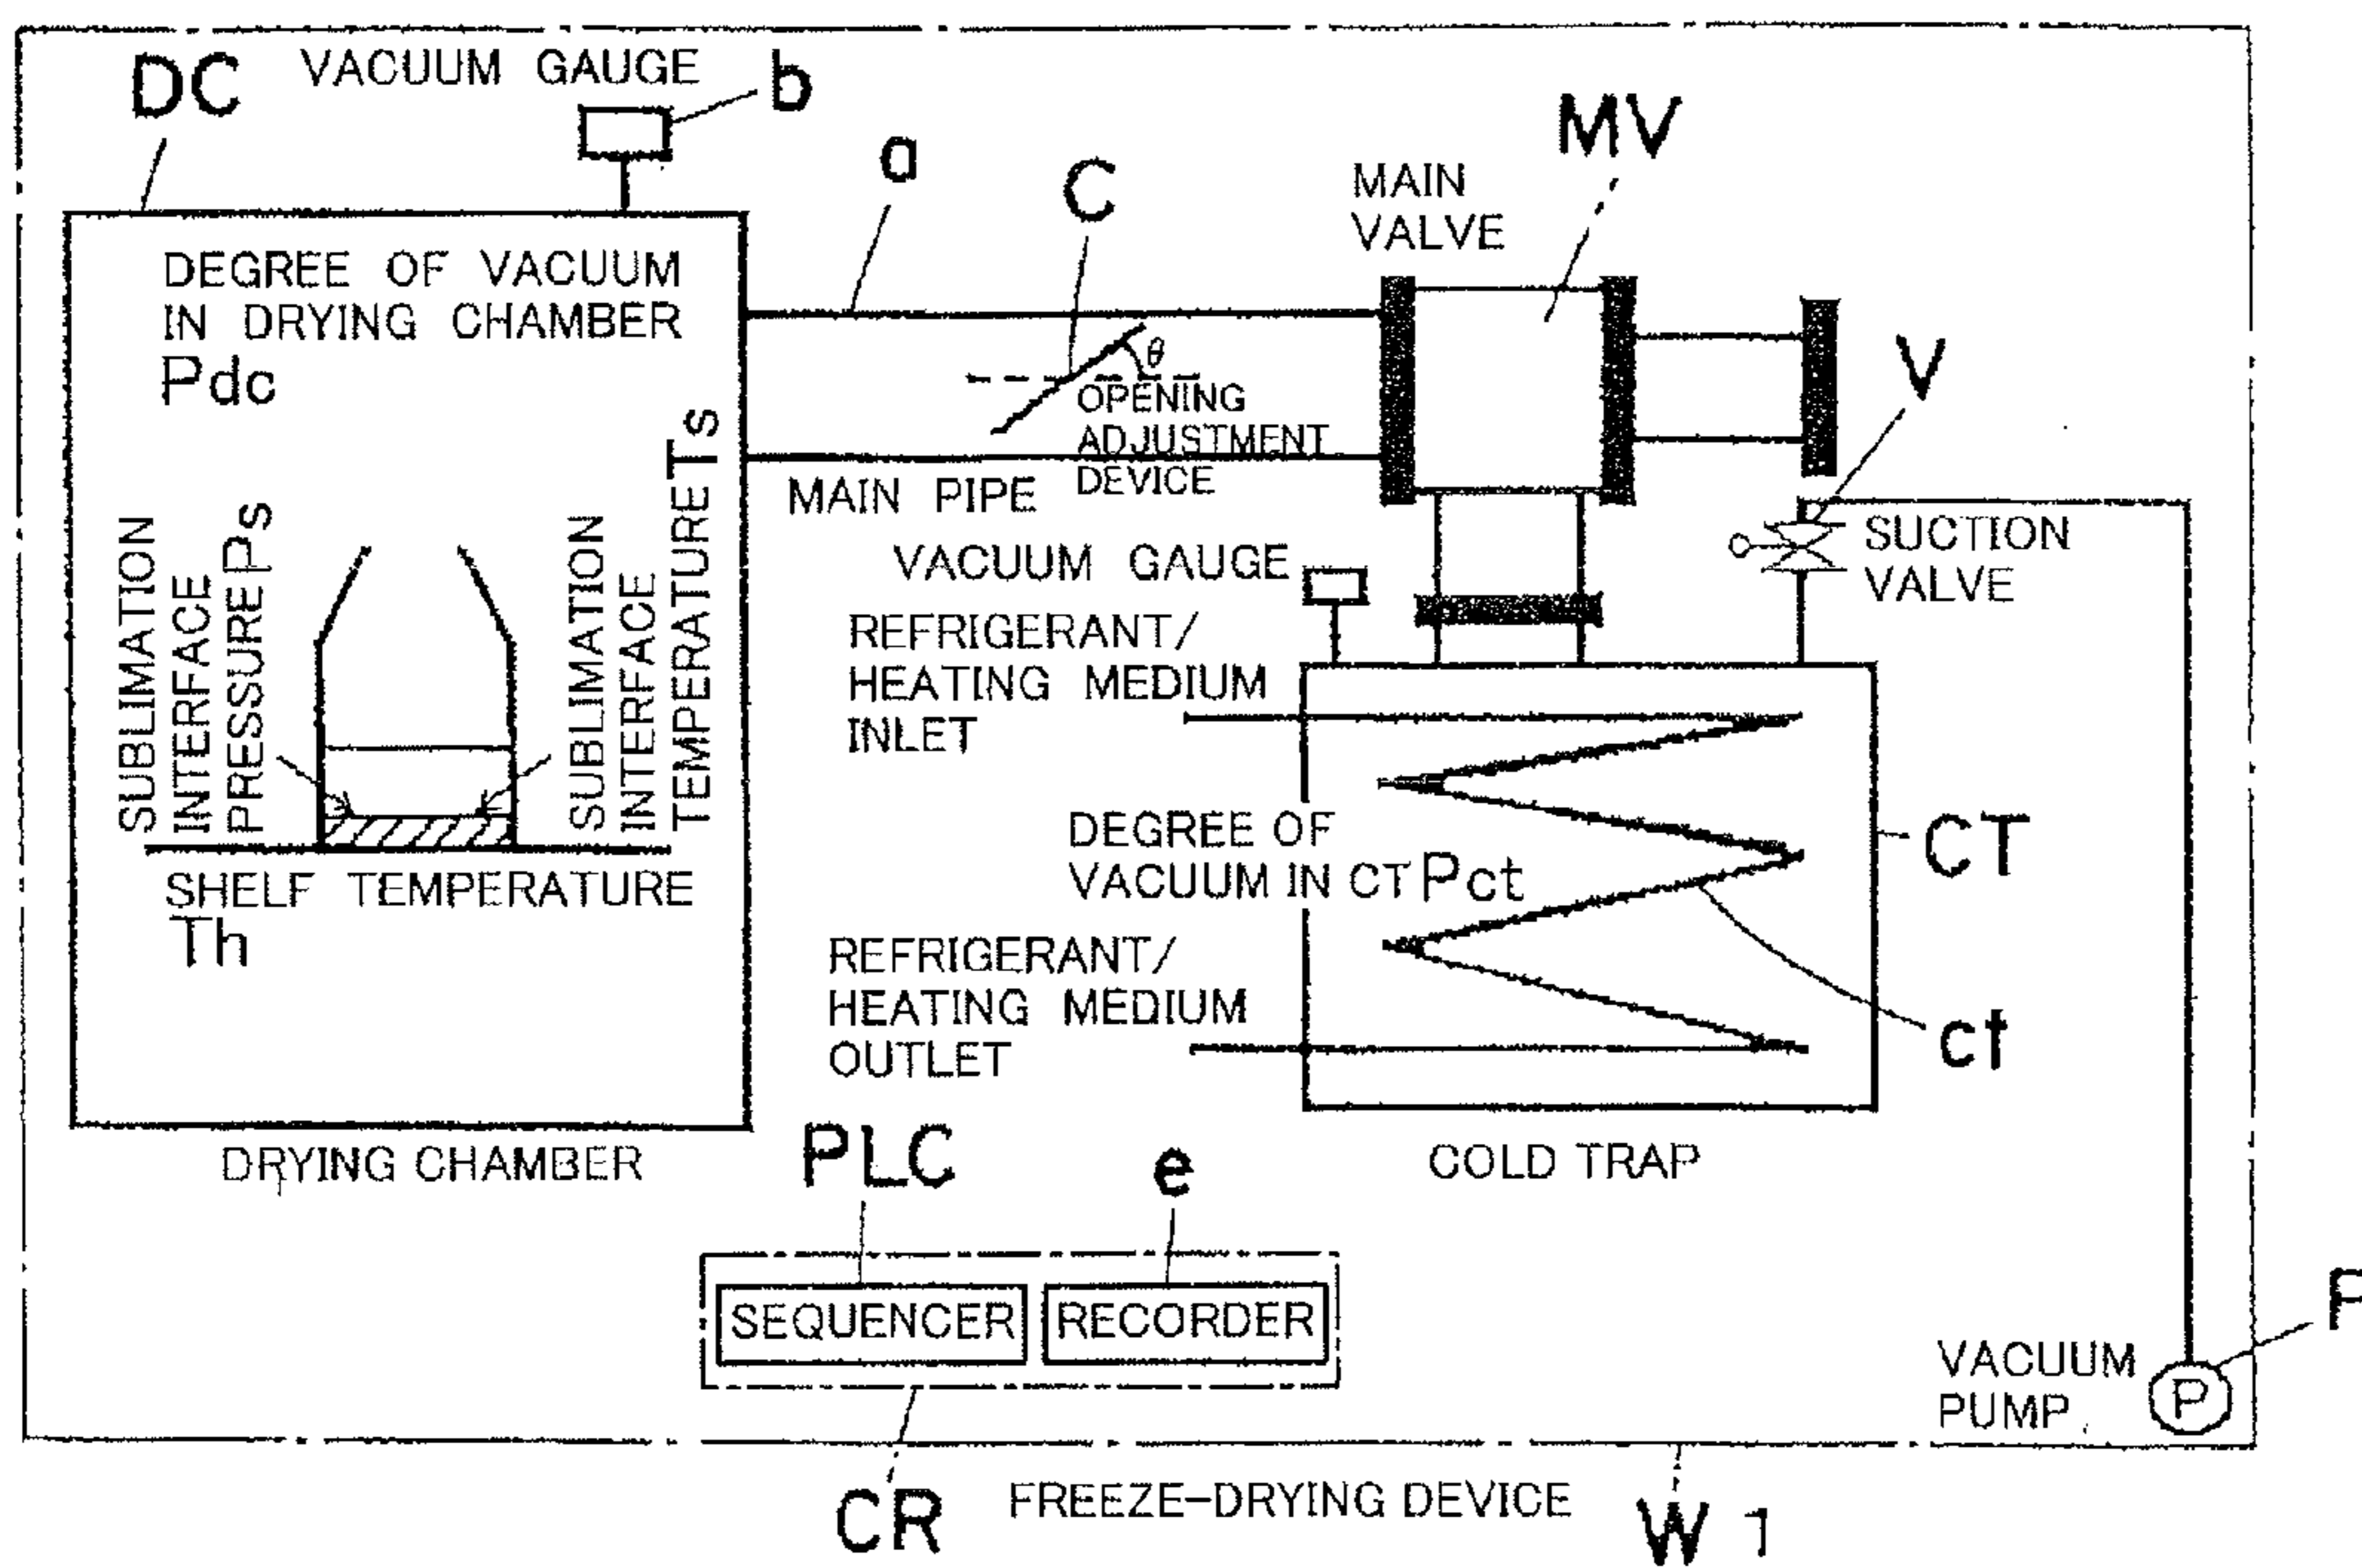 DC
VACUUM GAUGE
b
a
C
MV
MAIN
VALVE
DEGREE OF VACUUM
IN DRYING CHAMBER
Pdc
θ
OPENING
ADJUSTMENT
DEVICE
MAIN PIPE
V
SUCTION
VALVE
SUBLIMATION
INTERFACE
PRESSURE Ps
SUBLIMATION
INTERFACE
TEMPERATURE Ts
SHELF TEMPERATURE
Th
DRYING CHAMBER
VACUUM GAUGE
REFRIGERANT/
HEATING MEDIUM
INLET
DEGREE OF
VACUUM IN CT Pct
CT
REFRIGERANT/
HEATING MEDIUM
OUTLET
ct
COLD TRAP
PLC
e
SEQUENCER
RECORDER
CR
VACUUM
PUMP
P
FREEZE-DRYING DEVICE
W 1